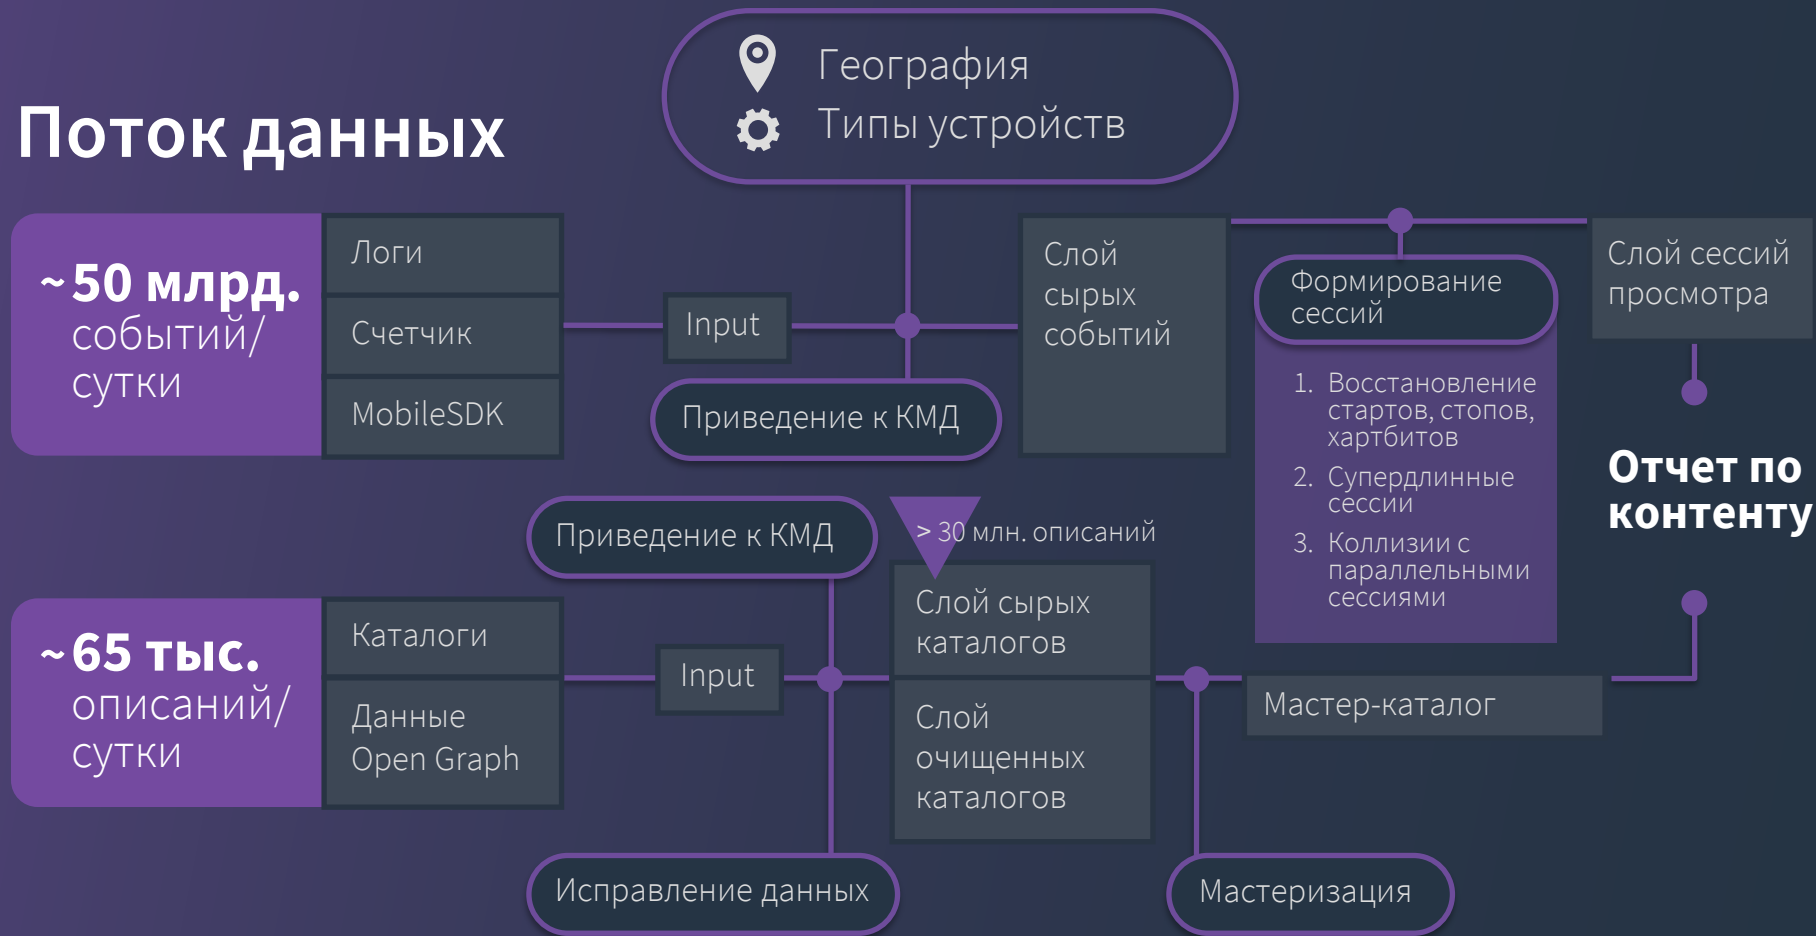 География
Типы устройств
Поток данных
~50 млрд.
событий/
сутки
Логи
Счетчик
MobileSDK
Input
Приведение к КМД
Слой
сырых
событий
Формирование
сессий
1. Восстановление
стартов, стопов,
хартбитов
2. Супердлинные
сессии
3. Коллизии с
параллельными
сессиями
Слой сессий
просмотра
Отчет по
контенту
~65 тыс.
описаний/
сутки
Каталоги
Данные
Open Graph
Input
Приведение к КМД
Исправление данных
> 30 млн. описаний
Слой сырых
каталогов
Слой
очищенных
каталогов
Мастер-каталог
Мастеризация